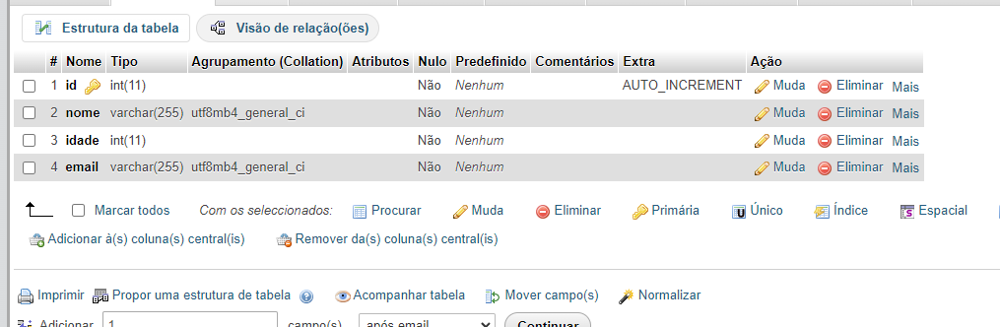 Estrutura da tabela Visão de relação(ões)
# Nome Tipo Agrupamento (Collation) Atributos Nulo Predefinido Comentários Extra Ação
1 id int(11) Não Nenhum AUTO_INCREMENT Muda Eliminar Mais
2 nome varchar(255) utf8mb4_general_ci Não Nenhum Muda Eliminar Mais
3 idade int(11) Não Nenhum Muda Eliminar Mais
4 email varchar(255) utf8mb4_general_ci Não Nenhum Muda Eliminar Mais
Marcar todos Com os seleccionados: Procurar Muda Eliminar Primária Único Índice Espacial
Adicionar à(s) coluna(s) central(is) Remover da(s) coluna(s) central(is)
Imprimir Propor uma estrutura de tabela Acompanhar tabela Mover campo(s) Normalizar
Adicionar 1 campo(s) após email Continuar